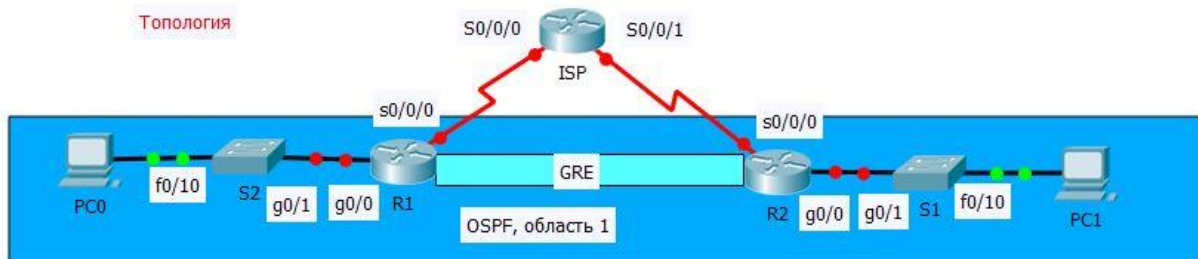 Топология
S0/0/0
S0/0/1
ISP
s0/0/0
s0/0/0
PC0
f0/10
S2
g0/1
g0/0
R1
GRE
OSPF, область 1
R2
g0/0
g0/1
S1
f0/10
PC1